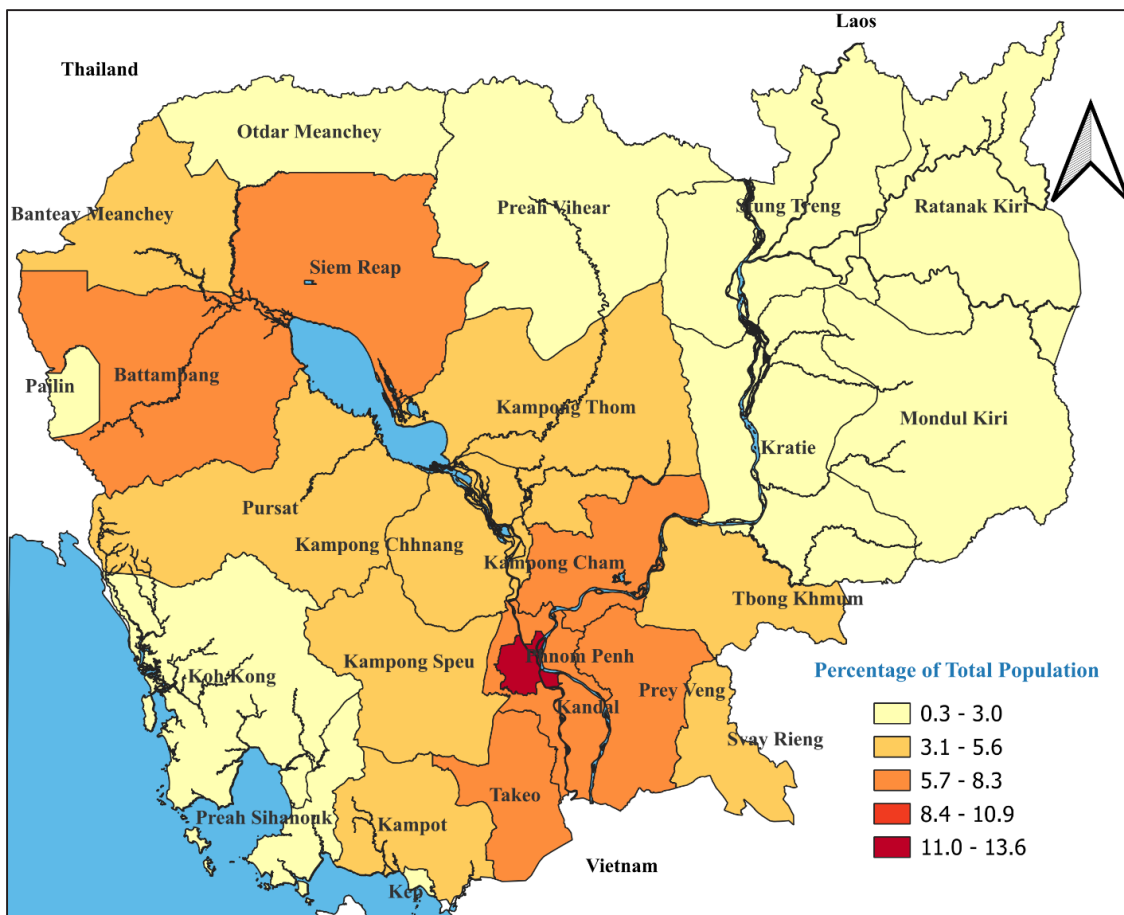 Laos
Thailand
Otdar Meanchey
Banteay Meanchey
Preah Vihear
Stung Treng
Ratanak Kiri
Siem Reap
Pailin
Battampang
Kampong Thom
Mondul Kiri
Kratie
Pursat
Kampong Chhnang
Kampong Cham
Tbong Khmum
Kampong Speu
Phnom Penh
Koh Kong
Prey Veng
Kandal
Svay Rieng
Takeo
Preah Sihanouk
Kampot
Kep
Vietnam
Percentage of Total Population
0.3 - 3.0
3.1 - 5.6
5.7 - 8.3
8.4 - 10.9
11.0 - 13.6